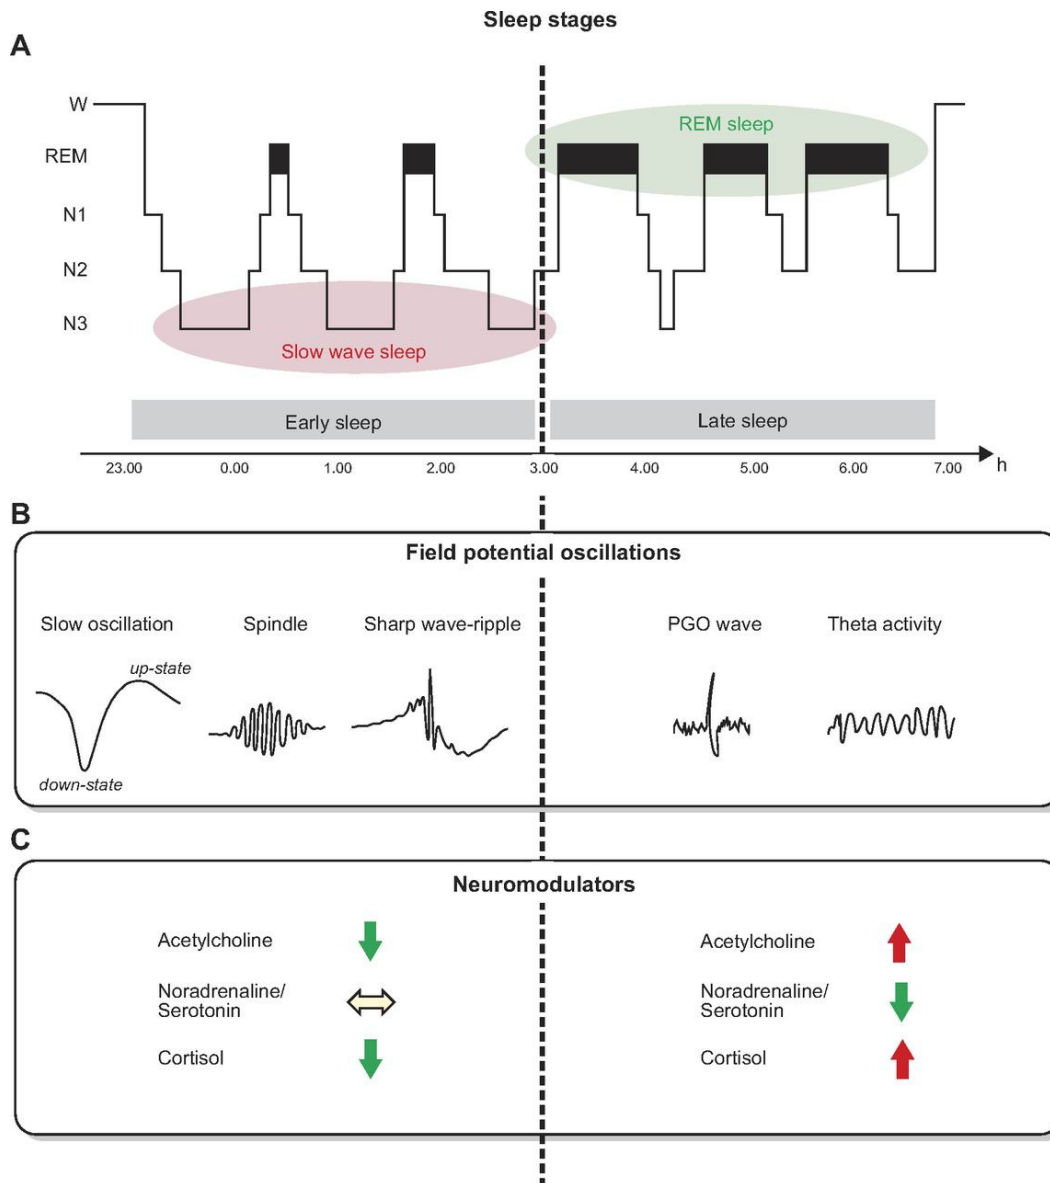 Sleep stages
A
W
REM
N1
N2
N3
REM sleep
Slow wave sleep
Early sleep
Late sleep
23.00 0.00 1.00 2.00 3.00 4.00 5.00 6.00 7.00 h
B
Field potential oscillations
Slow oscillation Spindle Sharp wave-ripple PGO wave Theta activity
up-state
down-state
C
Neuromodulators
Acetylcholine
Noradrenaline/
Serotonin
Cortisol
Acetylcholine
Noradrenaline/
Serotonin
Cortisol